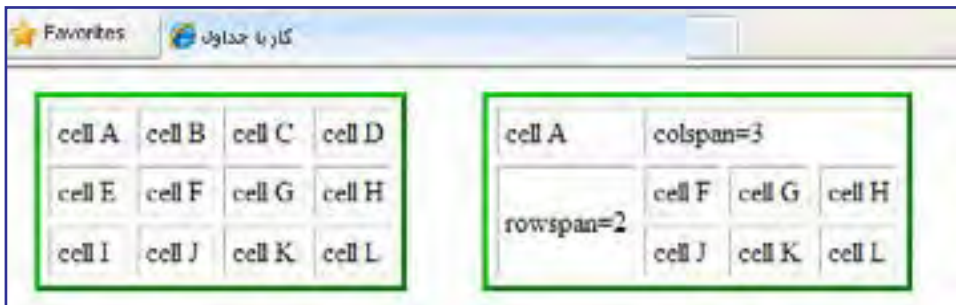 Favorites
کار با جداول
cell A cell B cell C cell D
cell E cell F cell G cell H
cell I cell J cell K cell L
cell A colspan=3
rowspan=2
cell F cell G cell H
cell J cell K cell L